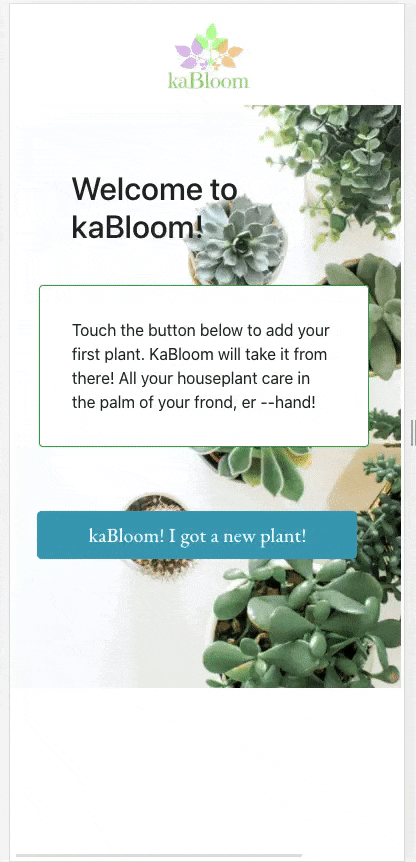 kaBloom
Welcome to
kaBloom!
Touch the button below to add your
first plant. KaBloom will take it from
there! All your houseplant care in
the palm of your frond, er --hand!
kaBloom! I got a new plant!